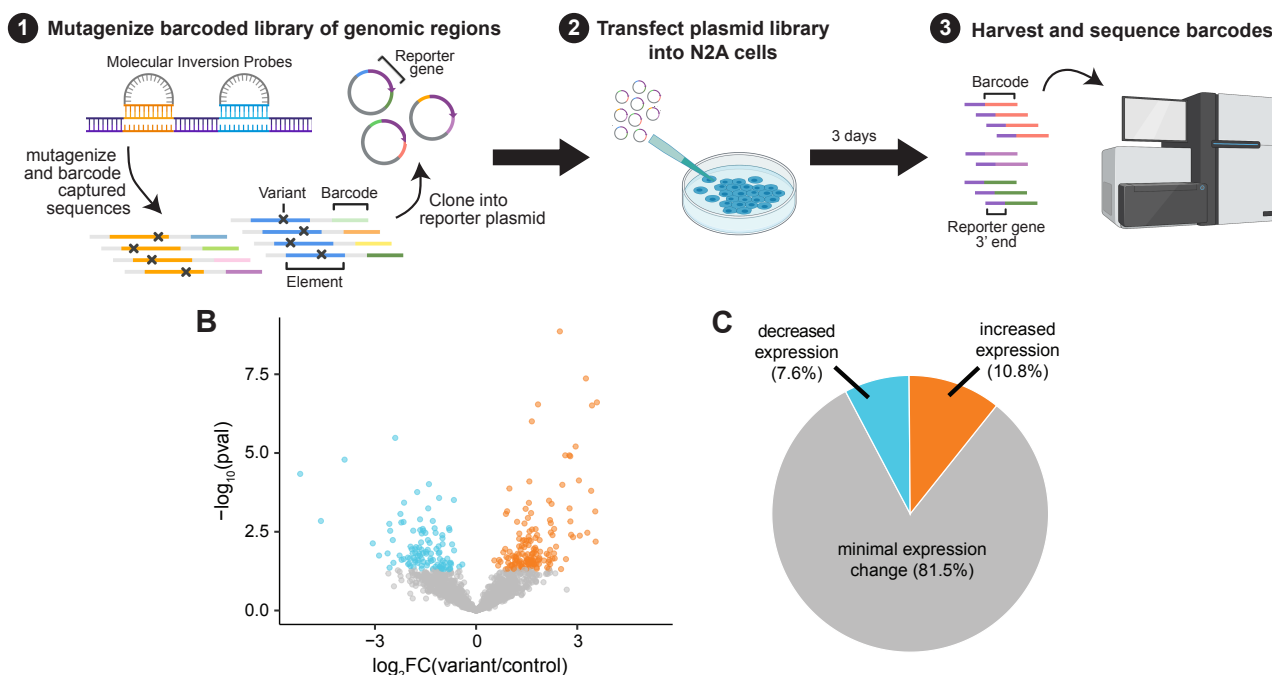 1 Mutagenize barcoded library of genomic regions
Molecular Inversion Probes
Reporter
gene
mutagenize
and barcode
captured
sequences
Variant
Barcode
Clone into
reporter plasmid
Element
2 Transfect plasmid library
into N2A cells
3 days
3 Harvest and sequence barcodes
Barcode
Reporter gene
3' end
B
7.5
5.0
2.5
0.0
−log10(pval)
−3
0
3
log2FC(variant/control)
C
decreased
expression
(7.6%)
increased
expression
(10.8%)
minimal expression
change (81.5%)